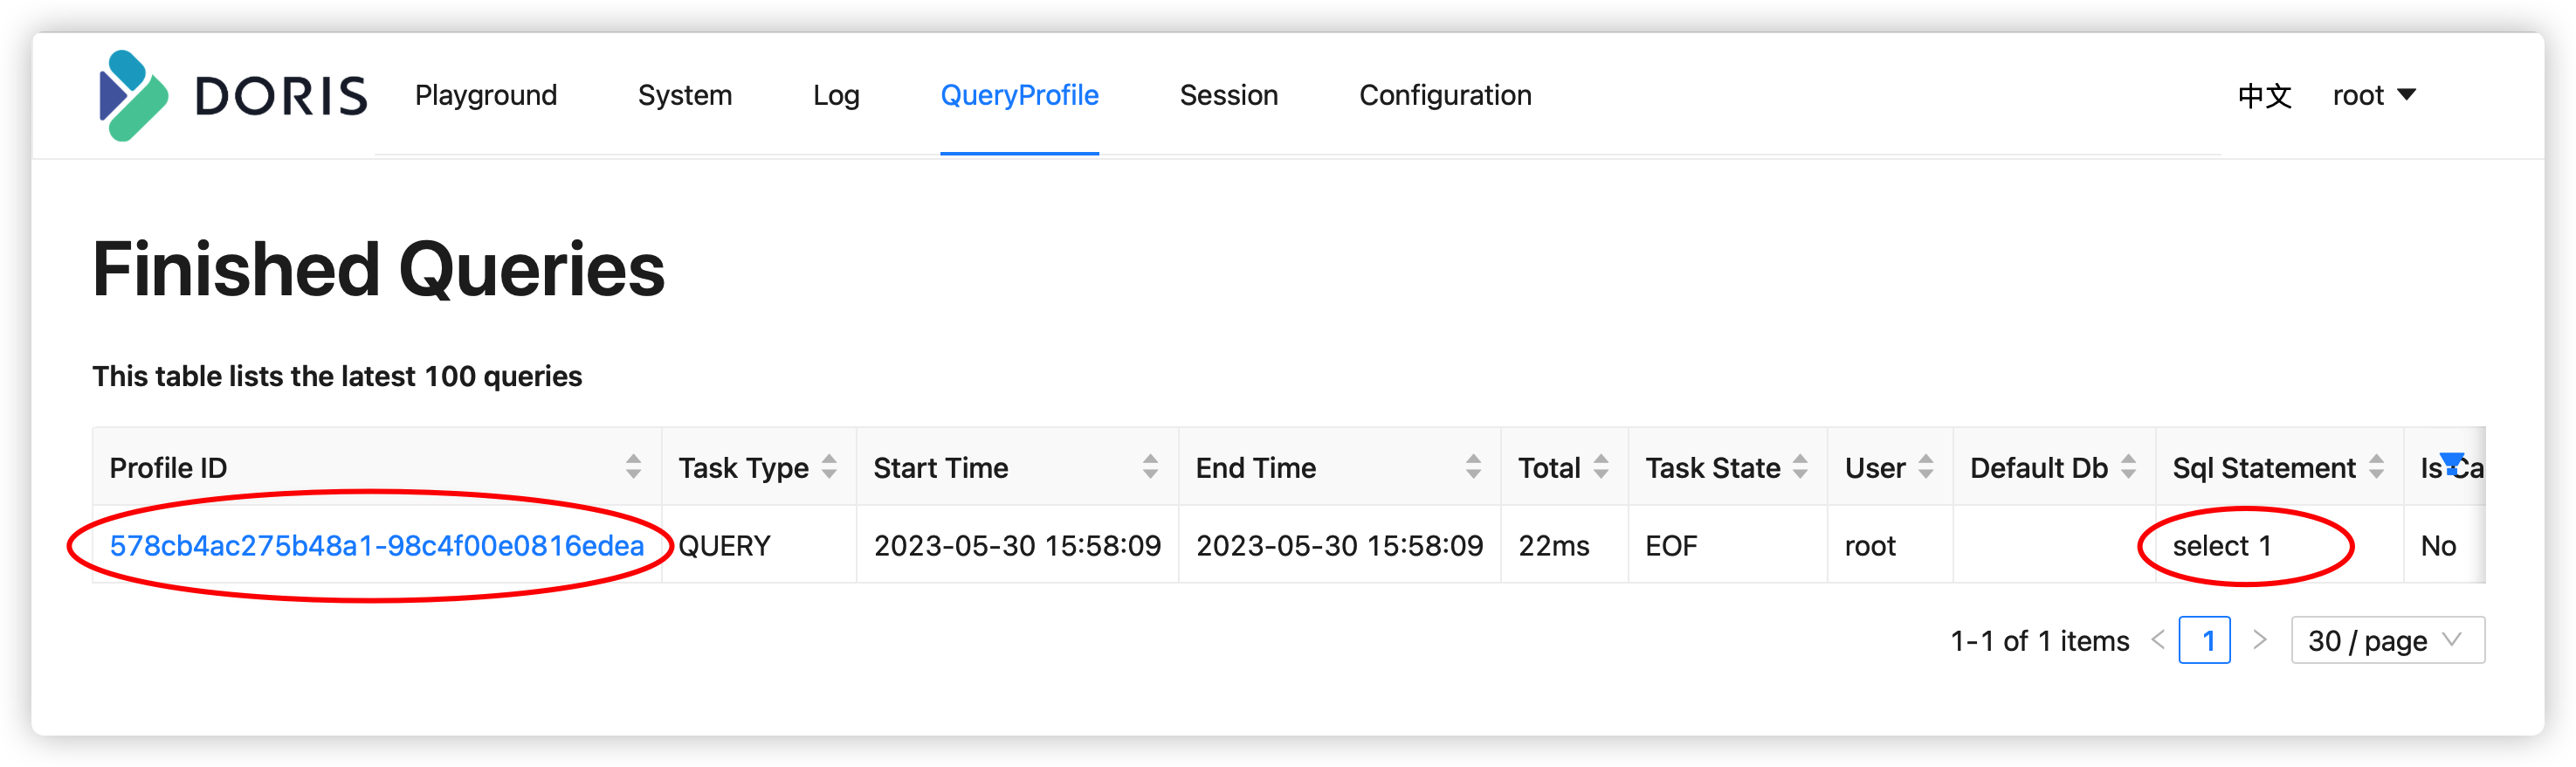 DORIS Playground System Log QueryProfile Session Configuration 中文 root
Finished Queries
This table lists the latest 100 queries
Profile ID Task Type Start Time End Time Total Task State User Default Db Sql Statement Is Ca
578cb4ac275b48a1-98c4f00e0816edea QUERY 2023-05-30 15:58:09 2023-05-30 15:58:09 22ms EOF root select 1 No
1-1 of 1 items 1 30 / page